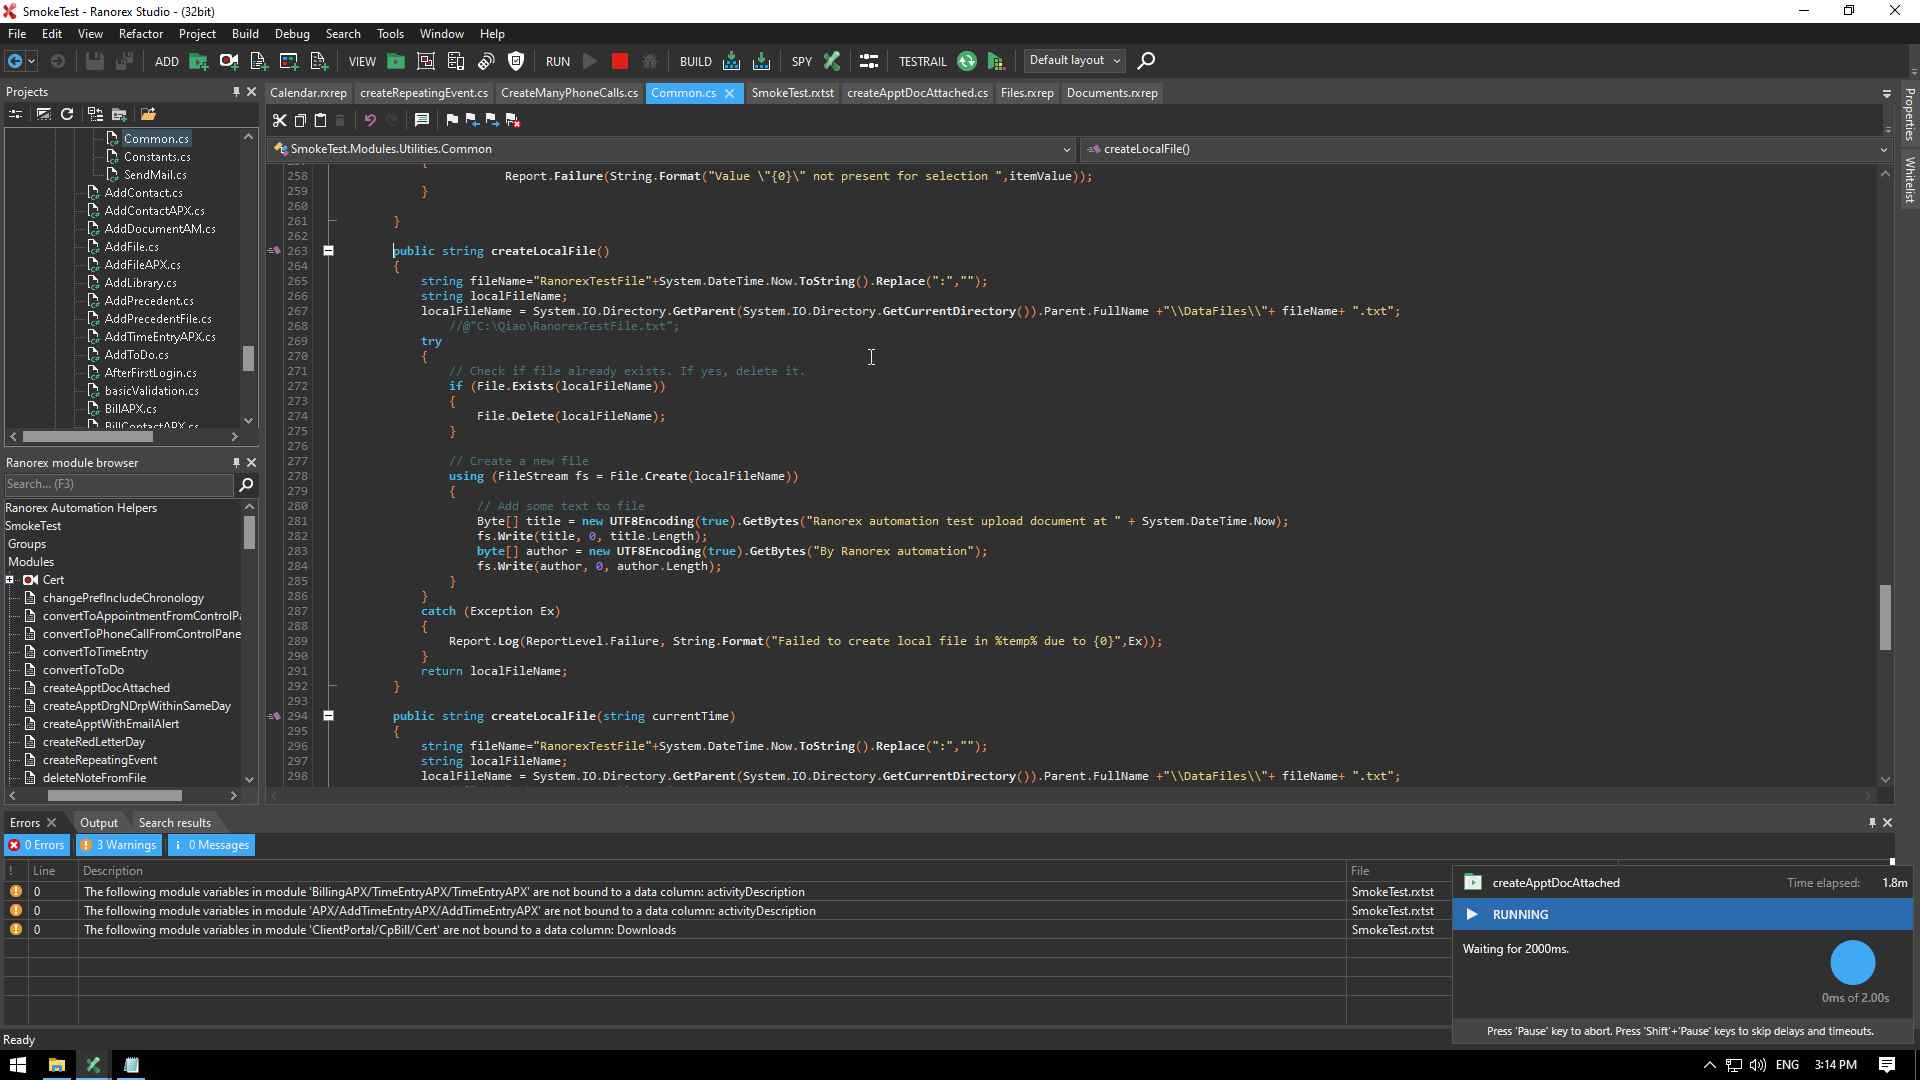 SmokeTest - Ranorex Studio - (32bit)
File Edit View Refactor Project Build Debug Search Tools Window Help
ADD VIEW RUN BUILD SPY TESTRAIL Default layout
Projects
Common.cs
Constants.cs
SendMail.cs
AddContact.cs
AddContactAPX.cs
AddDocumentAM.cs
AddFile.cs
AddFileAPX.cs
AddLibrary.cs
AddPrecedent.cs
AddPrecedentFile.cs
AddTimeEntryAPX.cs
AddToDo.cs
AfterFirstLogin.cs
basicValidation.cs
BillAPX.cs
BillContactAPX.cs
Ranorex module browser
Search... (F3)
Ranorex Automation Helpers
SmokeTest
Groups
Modules
Cert
changePrefIncludeChronology
convertToAppointmentFromControlPa
convertToPhoneCallFromControlPane
convertToTimeEntry
convertToToDo
createApptDocAttached
createApptDrgNDrpWithinSameDay
createApptWithEmailAlert
createRedLetterDay
createRepeatingEvent
deleteNoteFromFile
Calendar.rxrep createRepeatingEvent.cs CreateManyPhoneCalls.cs Common.cs SmokeTest.rxtst createApptDocAttached.cs Files.rxrep Documents.rxrep
SmokeTest.Modules.Utilities.Common createLocalFile()
258 Report.Failure(String.Format("Value \"{0}\" not present for selection ",itemValue));
259 }
260
261 }
262
263 public string createLocalFile()
264 {
265 string fileName="RanorexTestFile"+System.DateTime.Now.ToString().Replace(":","");
266 string localFileName;
267 localFileName = System.IO.Directory.GetParent(System.IO.Directory.GetCurrentDirectory()).Parent.FullName +"\\DataFiles\\"+ fileName+ ".txt";
268 //@"C:\Qiao\RanorexTestFile.txt";
269 try
270 {
271 // Check if file already exists. If yes, delete it.
272 if (File.Exists(localFileName))
273 {
274 File.Delete(localFileName);
275 }
276
277 // Create a new file
278 using (FileStream fs = File.Create(localFileName))
279 {
280 // Add some text to file
281 Byte[] title = new UTF8Encoding(true).GetBytes("Ranorex automation test upload document at " + System.DateTime.Now);
282 fs.Write(title, 0, title.Length);
283 byte[] author = new UTF8Encoding(true).GetBytes("By Ranorex automation");
284 fs.Write(author, 0, author.Length);
285 }
286 }
287 catch (Exception Ex)
288 {
289 Report.Log(ReportLevel.Failure, String.Format("Failed to create local file in %temp% due to {0}",Ex));
290 }
291 return localFileName;
292 }
293
294 public string createLocalFile(string currentTime)
295 {
296 string fileName="RanorexTestFile"+System.DateTime.Now.ToString().Replace(":","");
297 string localFileName;
298 localFileName = System.IO.Directory.GetParent(System.IO.Directory.GetCurrentDirectory()).Parent.FullName +"\\DataFiles\\"+ fileName+ ".txt";
Properties
Whitelist
Errors Output Search results
0 Errors 3 Warnings 0 Messages
! Line Description File
0 The following module variables in module 'BillingAPX/TimeEntryAPX/TimeEntryAPX' are not bound to a data column: activityDescription SmokeTest.rxtst
0 The following module variables in module 'APX/AddTimeEntryAPX/AddTimeEntryAPX' are not bound to a data column: activityDescription SmokeTest.rxtst
0 The following module variables in module 'ClientPortal/CpBill/Cert' are not bound to a data column: Downloads SmokeTest.rxtst
createApptDocAttached Time elapsed: 1.8m
RUNNING
Waiting for 2000ms.
0ms of 2.00s
Press 'Pause' key to abort. Press 'Shift'+'Pause' keys to skip delays and timeouts.
Ready
ENG 3:14 PM